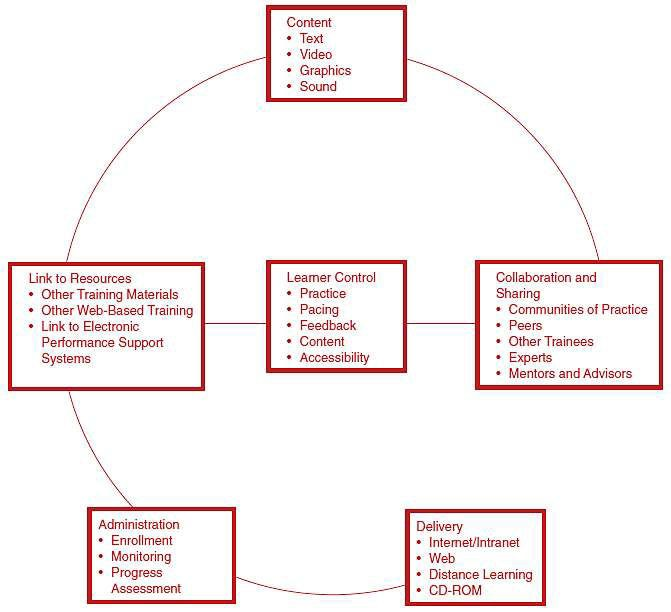 Content
• Text
• Video
• Graphics
• Sound
Link to Resources
• Other Training Materials
• Other Web-Based Training
• Link to Electronic
Performance Support
Systems
Learner Control
• Practice
• Pacing
• Feedback
• Content
• Accessibility
Collaboration and
Sharing
• Communities of Practice
• Peers
• Other Trainees
• Experts
• Mentors and Advisors
Administration
• Enrollment
• Monitoring
• Progress
Assessment
Delivery
• Internet/Intranet
• Web
• Distance Learning
• CD-ROM